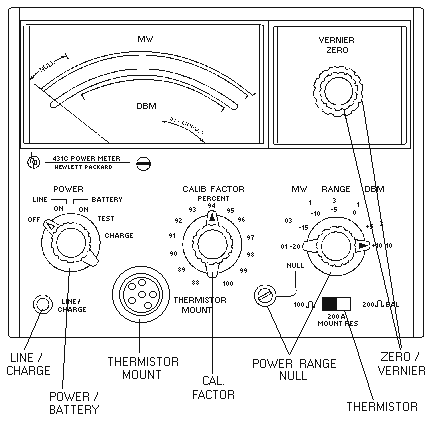 MW
VERNIER
ZERO
NULL
DBM
431C POWER METER
HEWLETT PACKARD
POWER
LINE
BATTERY
ON
ON
OFF
TEST
CHARGE
CALIB FACTOR
PERCENT
94
93
95
92
96
91
97
90
98
89
99
88
100
MW
RANGE
DBM
1
3
1
-10
-5
0
03
-15
+5
01
-20
+10
10
NULL
LINE/
CHARGE
THERMISTOR
MOUNT
100
200
BAL
200
MOUNT RES
LINE /
CHARGE
THERMISTOR
MOUNT
CAL.
FACTOR
POWER RANGE
NULL
ZERO /
VERNIER
POWER /
BATTERY
THERMISTOR